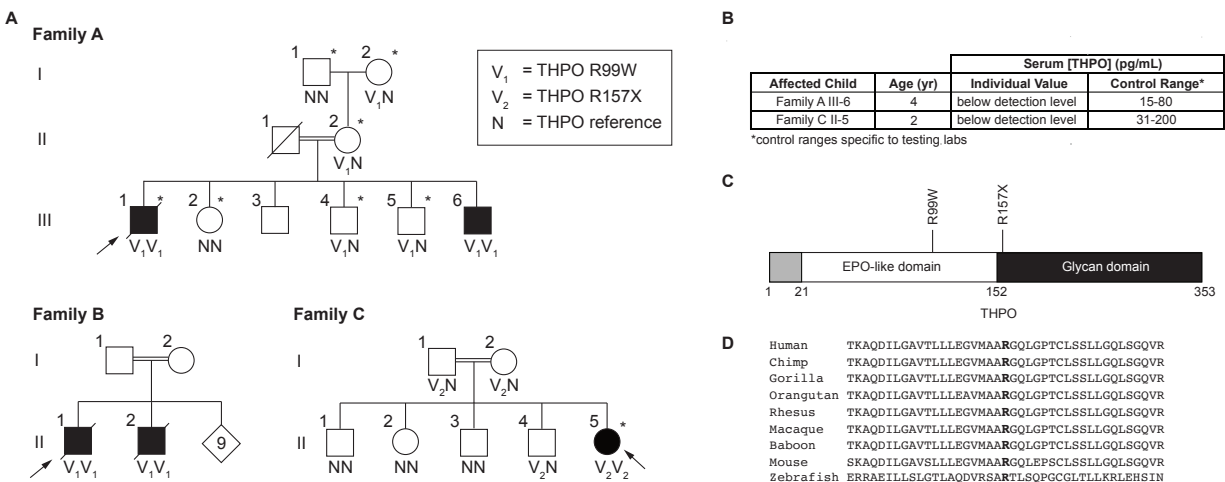 A
Family A
I
1 * 2 *
NN V₁N
V₁ = THPO R99W
V₂ = THPO R157X
N = THPO reference
II
1 2 *
V₁N
III
1 * 2 * 3 4 * 5 * 6
V₁V₁ NN V₁N V₁N V₁V₁
Family B
I
1 2
II
1 2 9
V₁V₁ V₁V₁
Family C
I
1 2
V₂N V₂N
II
1 2 3 4 5 *
NN NN NN V₂N V₂V₂
B
Serum [THPO] (pg/mL)
Affected Child Age (yr) Individual Value Control Range*
Family A III-6 4 below detection level 15-80
Family C II-5 2 below detection level 31-200
*control ranges specific to testing labs
C
R99W R157X
EPO-like domain Glycan domain
1 21 152 353
THPO
D
Human TKAQDILGAVTLLLEGVMAARGQLGPTCLSSLLGQLSGQVR
Chimp TKAQDILGAVTLLLEGVMAARGQLGPTCLSSLLGQLSGQVR
Gorilla TKAQDILGAVTLLLEGVMAARGQLGPTCLSSLLGQLSGQVR
Orangutan TKAQDILGAVTLLLEAVMAARGQLGPTCLSSLLGQLSGQVR
Rhesus TKAQDILGAVTLLLEGVMAARGQLGPTCLSSLLGQLSGQVR
Macaque TKAQDILGAVTLLLEGVMAARGQLGPTCLSSLLGQLSGQVR
Baboon TKAQDILGAVTLLLEGVMAARGQLGPTCLSSLLGQLSGQVR
Mouse SKAQDILGAVSLLLEGVMAARGQLEPSCLSSLLGQLSGQVR
Zebrafish ERRAEILLSLGTLAQDVRSARTLSQPGCGLTLLKRLEHSIN